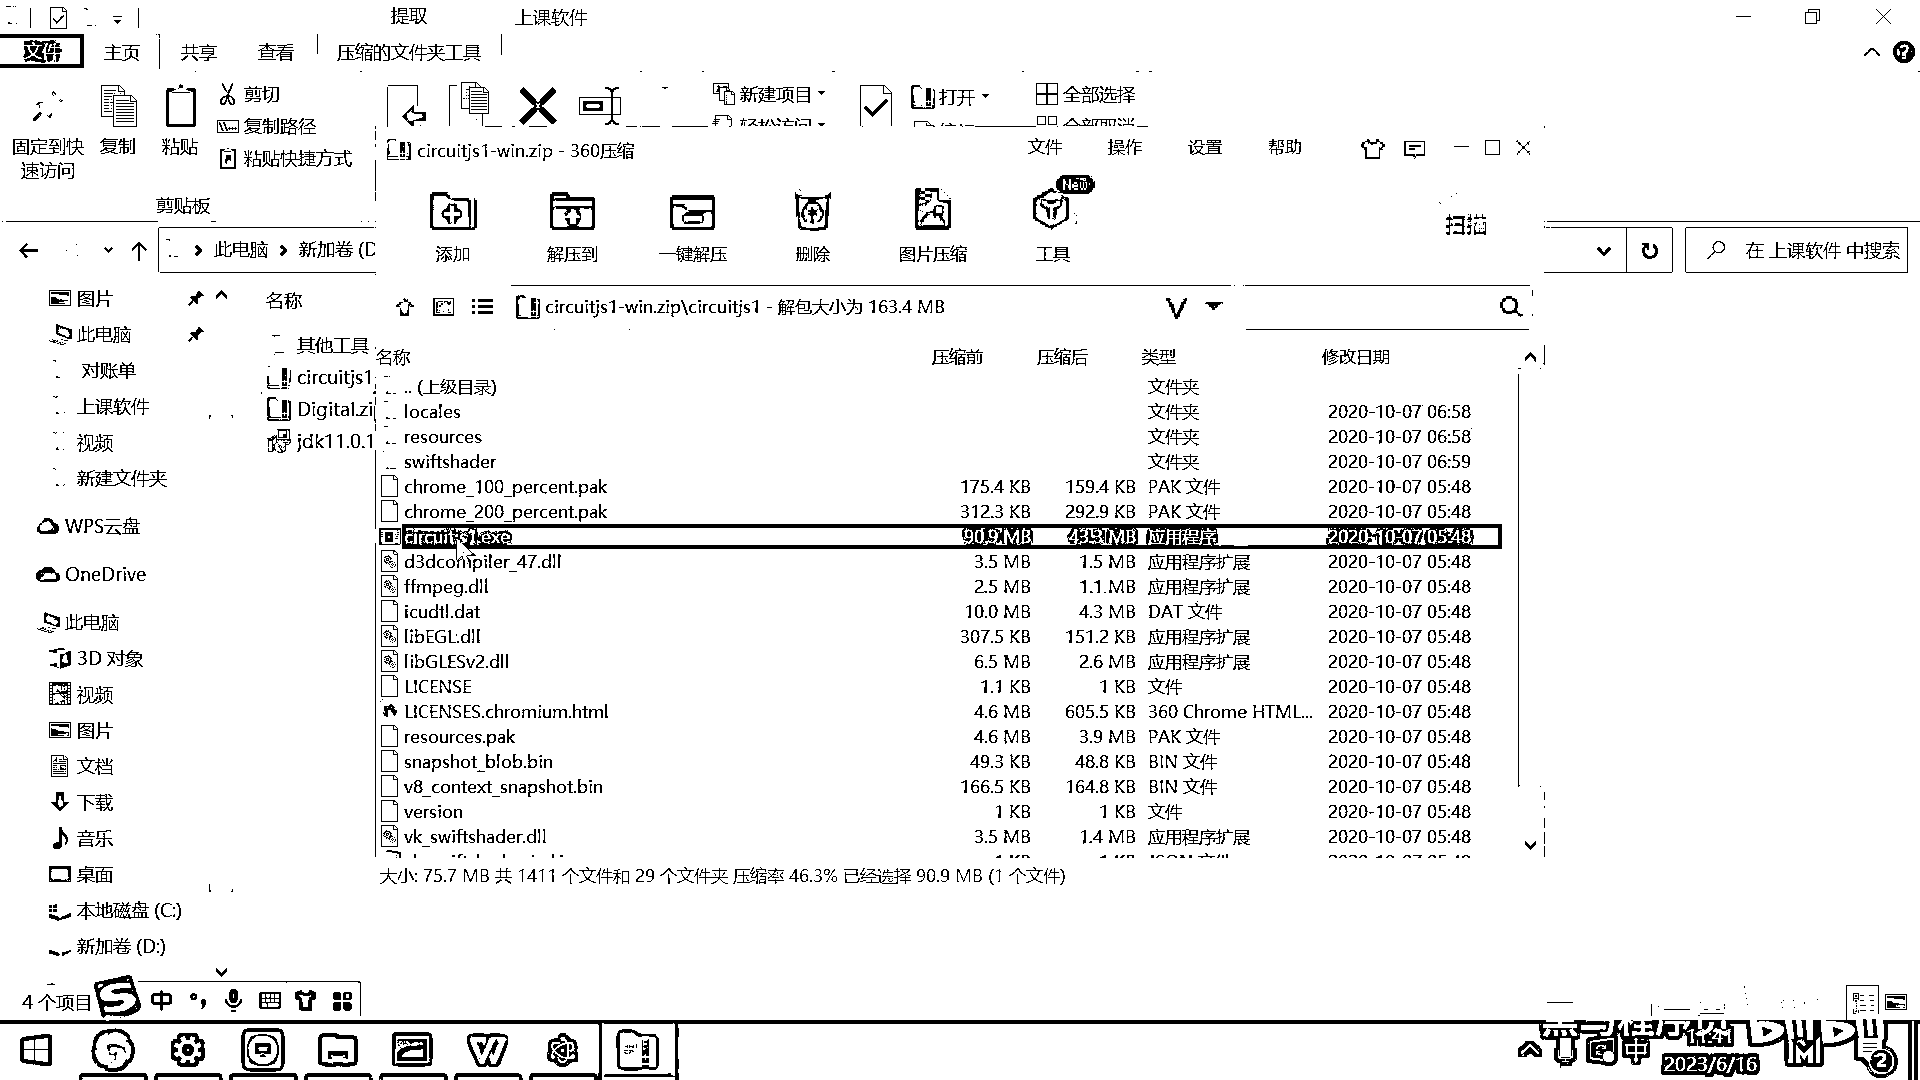 提取
上课软件
文件
主页
共享
查看
压缩的文件夹工具
固定到快
速访问
复制
粘贴
剪切
复制路径
粘贴快捷方式
新建项目
轻松访问
打开
全部选择
全部取消
剪贴板
circuitjs1-win.zip - 360压缩
文件
操作
设置
帮助
添加
解压到
一键解压
删除
图片压缩
New
工具
扫描
此电脑
新加卷 (D
在 上课软件 中搜索
circuitjs1-win.zip\circuitjs1 - 解包大小为 163.4 MB
图片
此电脑
对账单
上课软件
视频
新建文件夹
WPS云盘
OneDrive
此电脑
3D 对象
视频
图片
文档
下载
音乐
桌面
本地磁盘 (C:)
新加卷 (D:)
名称
其他工具
circuitjs1
Digital.zi
jdk11.0.1
名称 压缩前 压缩后 类型 修改日期
.. (上级目录) 文件夹
locales 文件夹 2020-10-07 06:58
resources 文件夹 2020-10-07 06:58
swiftshader 文件夹 2020-10-07 06:59
chrome_100_percent.pak 175.4 KB 159.4 KB PAK 文件 2020-10-07 05:48
chrome_200_percent.pak 312.3 KB 292.9 KB PAK 文件 2020-10-07 05:48
circuitjs1.exe 90.9 MB 43.3 MB 应用程序 2020-10-07 05:48
d3dcompiler_47.dll 3.5 MB 1.5 MB 应用程序扩展 2020-10-07 05:48
ffmpeg.dll 2.5 MB 1.1 MB 应用程序扩展 2020-10-07 05:48
icudtl.dat 10.0 MB 4.3 MB DAT 文件 2020-10-07 05:48
libEGL.dll 307.5 KB 151.2 KB 应用程序扩展 2020-10-07 05:48
libGLESv2.dll 6.5 MB 2.6 MB 应用程序扩展 2020-10-07 05:48
LICENSE 1.1 KB 1 KB 文件 2020-10-07 05:48
LICENSES.chromium.html 4.6 MB 605.5 KB 360 Chrome HTML... 2020-10-07 05:48
resources.pak 4.6 MB 3.9 MB PAK 文件 2020-10-07 05:48
snapshot_blob.bin 49.3 KB 48.8 KB BIN 文件 2020-10-07 05:48
v8_context_snapshot.bin 166.5 KB 164.8 KB BIN 文件 2020-10-07 05:48
version 1 KB 1 KB 文件 2020-10-07 05:48
vk_swiftshader.dll 3.5 MB 1.4 MB 应用程序扩展 2020-10-07 05:48
大小: 75.7 MB 共 1411 个文件和 29 个文件夹 压缩率 46.3% 已经选择 90.9 MB (1 个文件)
4 个项目
中
中
11:41
2023/6/16
2
黑马程序员